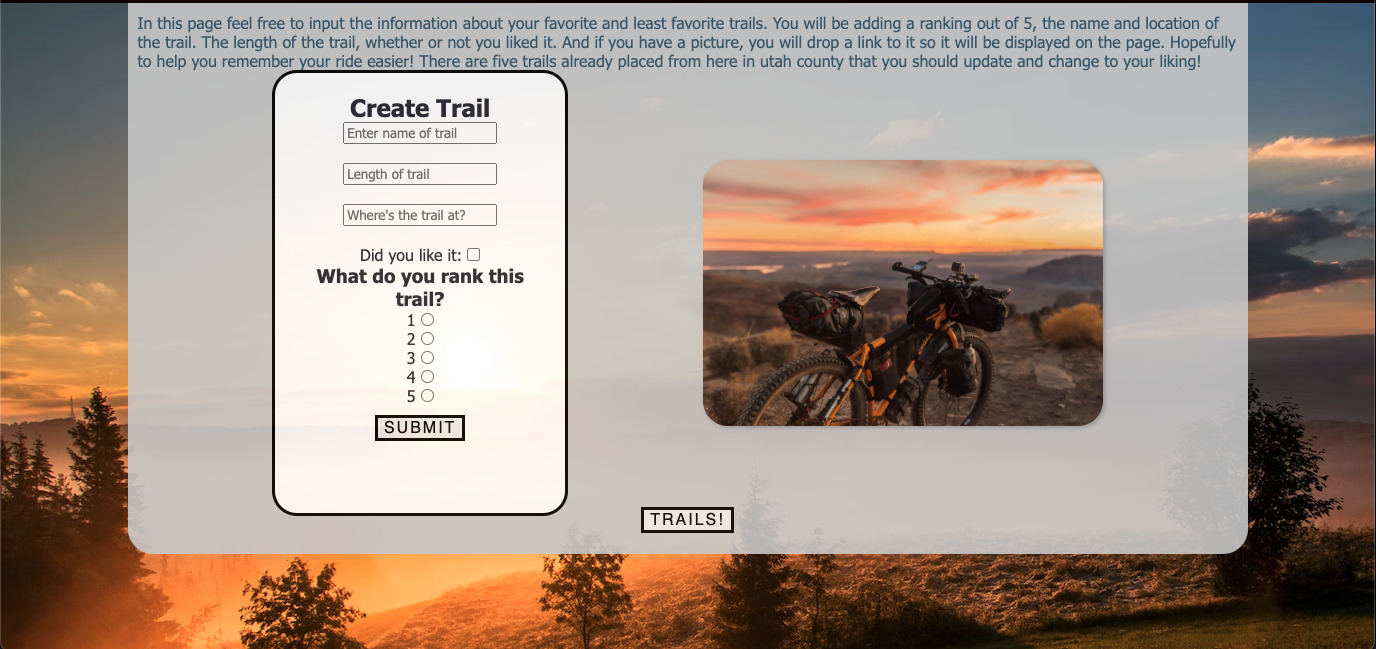 In this page feel free to input the information about your favorite and least favorite trails. You will be adding a ranking out of 5, the name and location of
the trail. The length of the trail, whether or not you liked it. And if you have a picture, you will drop a link to it so it will be displayed on the page. Hopefully
to help you remember your ride easier! There are five trails already placed from here in utah county that you should update and change to your liking!
Create Trail
Enter name of trail
Length of trail
Where's the trail at?
Did you like it:
What do you rank this
trail?
1
2
3
4
5
SUBMIT
TRAILS!